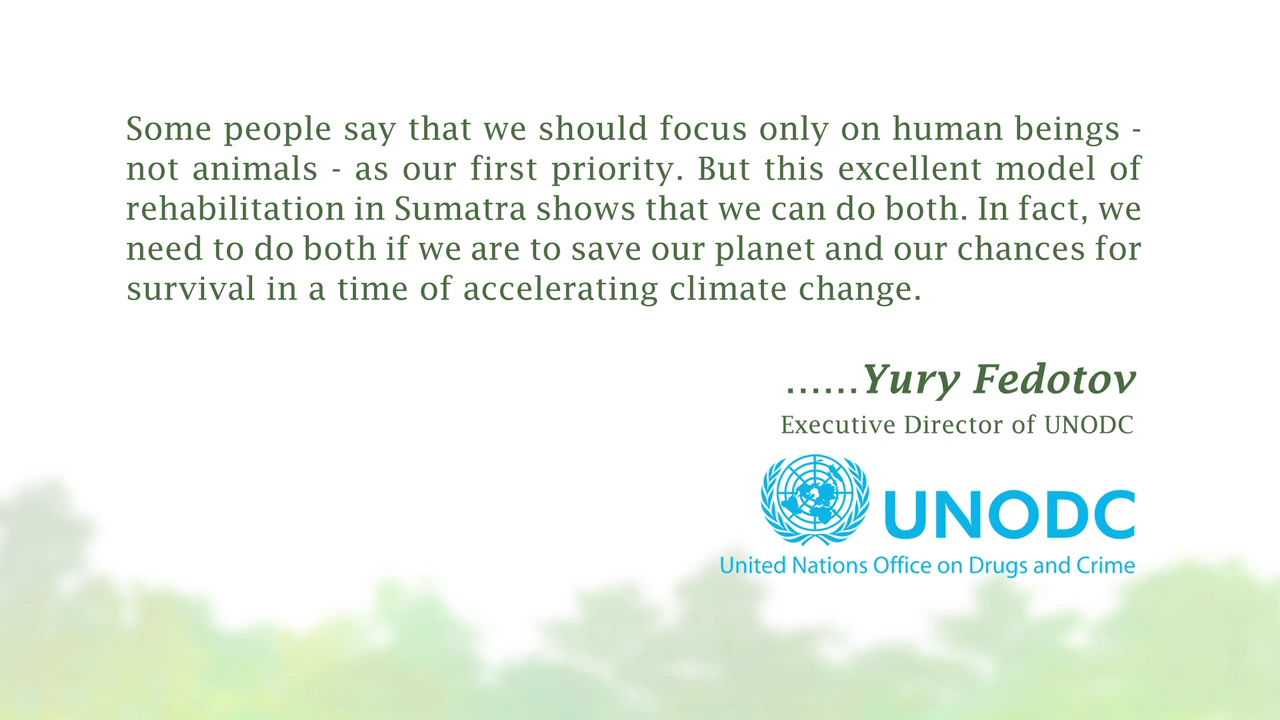 Some people say that we should focus only on human beings -
not animals - as our first priority. But this excellent model of
rehabilitation in Sumatra shows that we can do both. In fact, we
need to do both if we are to save our planet and our chances for
survival in a time of accelerating climate change.
......Yury Fedotov
Executive Director of UNODC
UNODC
United Nations Office on Drugs and Crime